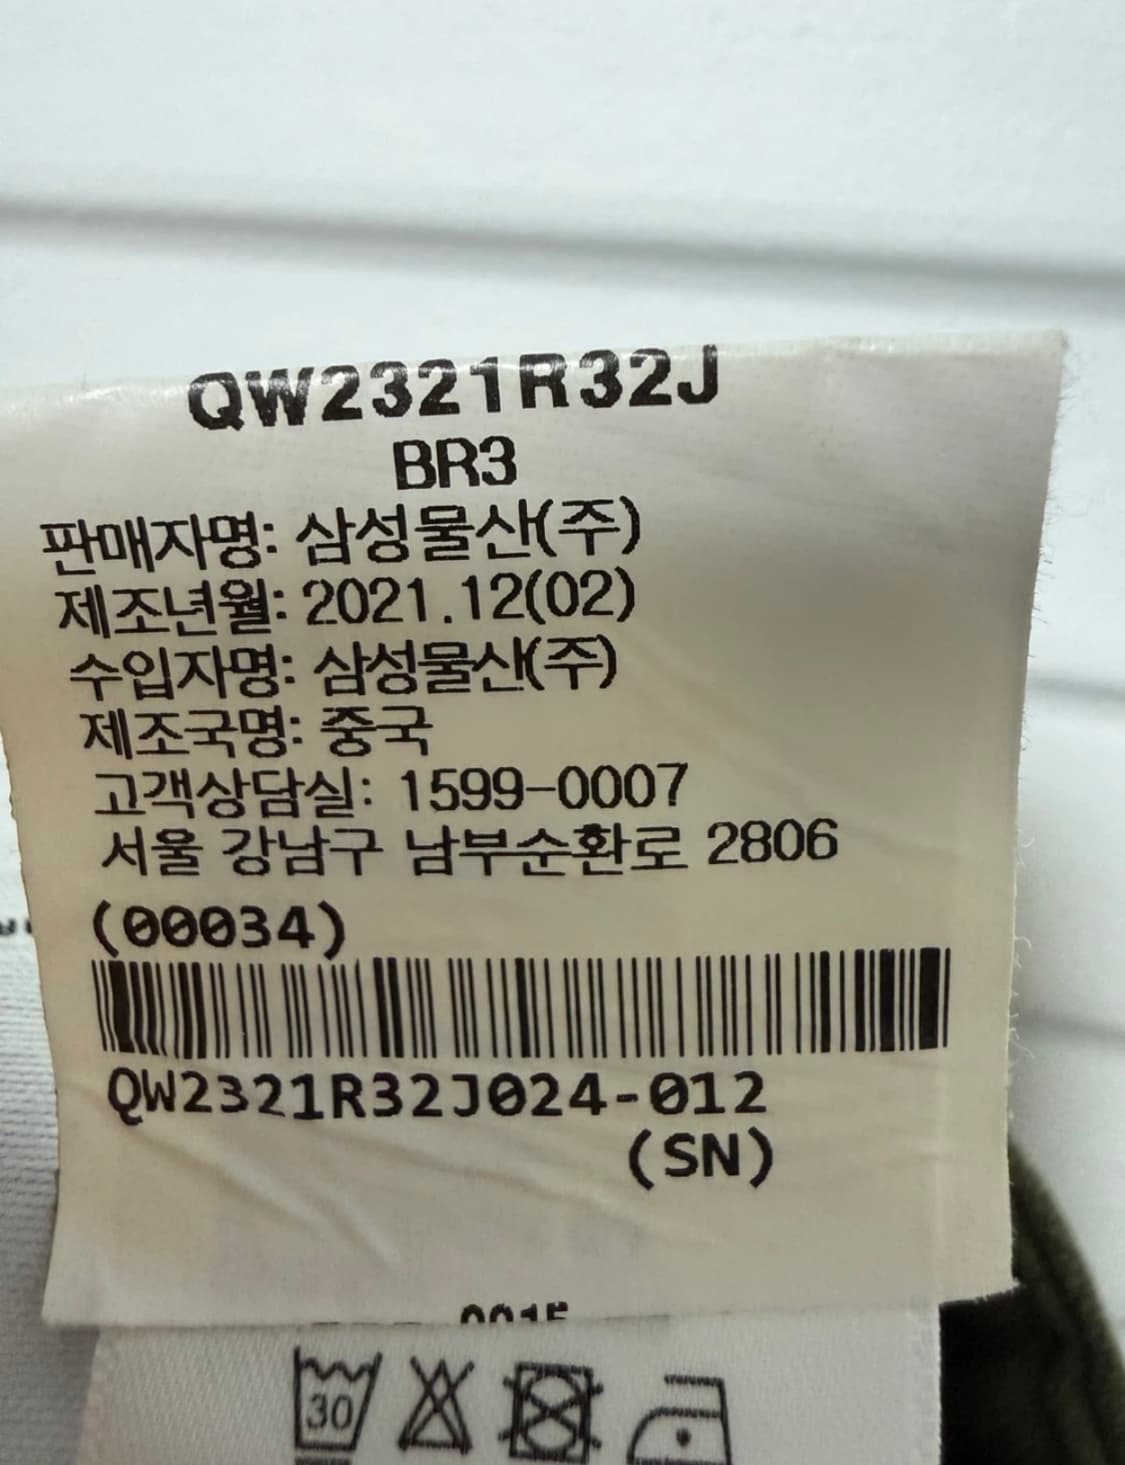 QW2321R32J
BR3
판매자명: 삼성물산(주)
제조년월: 2021.12(02)
수입자명: 삼성물산(주)
제조국명: 중국
고객상담실: 1599-0007
서울 강남구 남부순환로 2806
(00034)
QW2321R32J024-012
(SN)
30